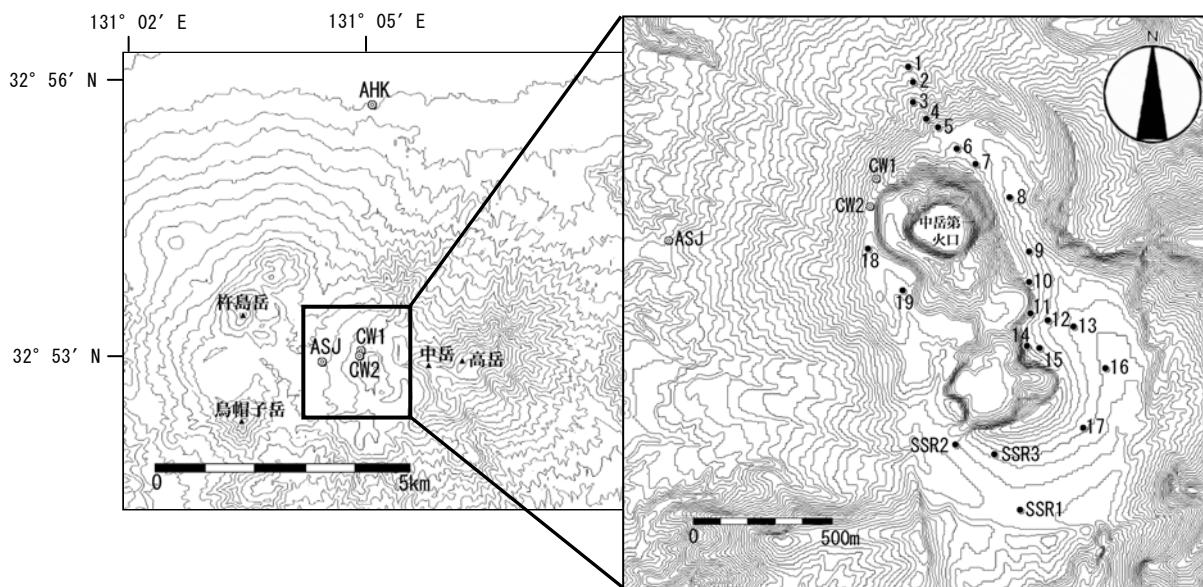 131° 02′ E
131° 05′ E
32° 56′ N
AHK
杵島岳
32° 53′ N
ASJ
CW1
CW2
中岳
高岳
烏帽子岳
0
5km
N
1
2
3
4
5
6
7
CW1
8
CW2
中岳第一
火口
ASJ
18
9
19
10
11
12
13
14
15
16
17
SSR2
SSR3
SSR1
0
500m